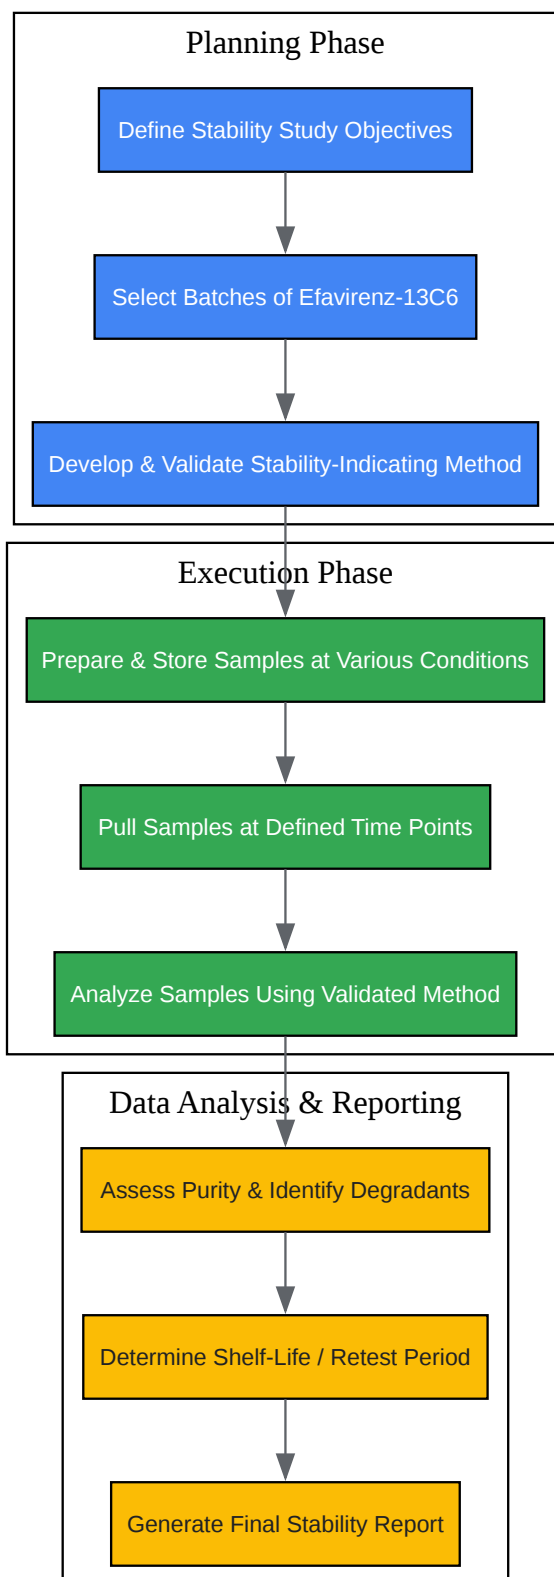 Planning Phase
Define Stability Study Objectives
Select Batches of Efavirenz-13C6
Develop & Validate Stability-Indicating Method
Execution Phase
Prepare & Store Samples at Various Conditions
Pull Samples at Defined Time Points
Analyze Samples Using Validated Method
Data Analysis & Reporting
Assess Purity & Identify Degradants
Determine Shelf-Life / Retest Period
Generate Final Stability Report